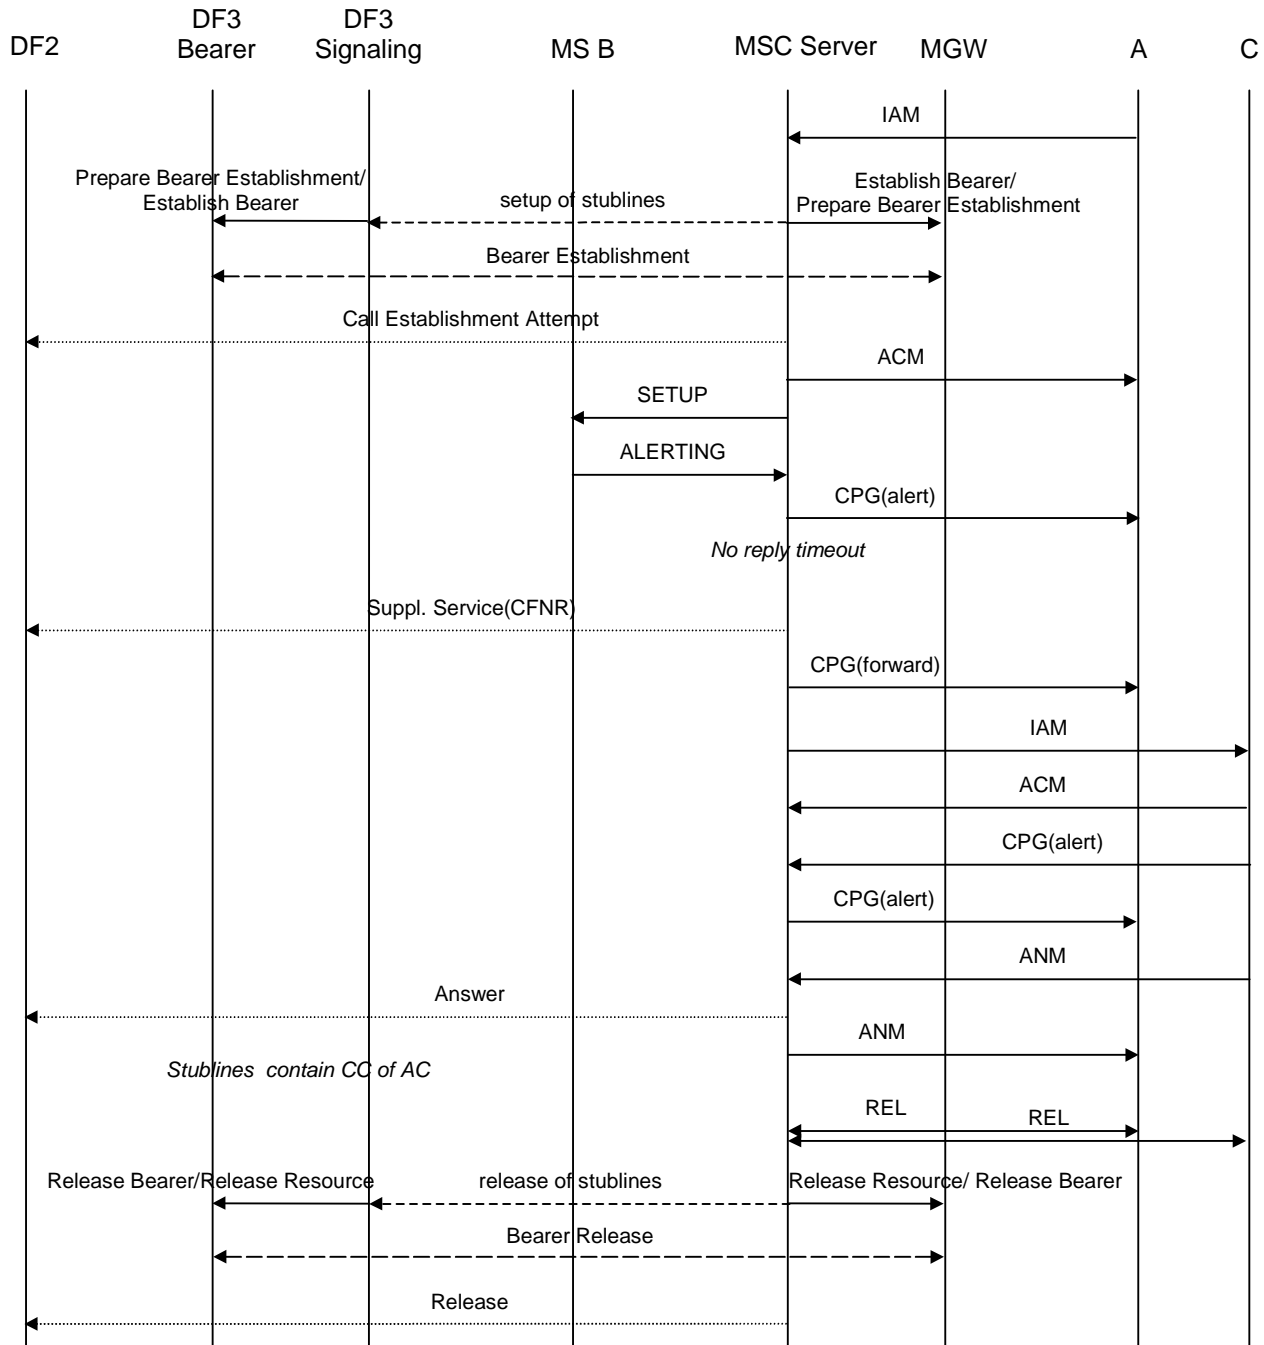 DF2
DF3
Bearer
DF3
Signaling
MS B
MSC Server
MGW
A
C
IAM
Prepare Bearer Establishment/
Establish Bearer
setup of stublines
Establish Bearer/
Prepare Bearer Establishment
Bearer Establishment
Call Establishment Attempt
ACM
SETUP
ALERTING
CPG(alert)
No reply timeout
Suppl. Service(CFNR)
CPG(forward)
IAM
ACM
CPG(alert)
CPG(alert)
ANM
Answer
ANM
Stublines contain CC of AC
REL
REL
Release Bearer/Release Resource
release of stublines
Release Resource/ Release Bearer
Bearer Release
Release